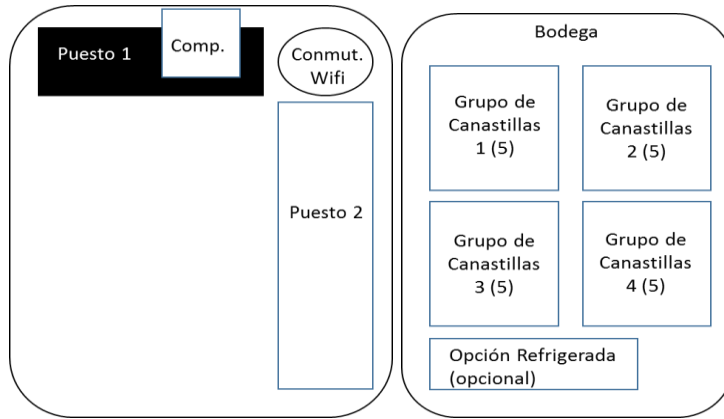 Puesto 1
Comp.
Conmut.
Wifi
Puesto 2
Bodega
Grupo de
Canastillas
1 (5)
Grupo de
Canastillas
2 (5)
Grupo de
Canastillas
3 (5)
Grupo de
Canastillas
4 (5)
Opción Refrigerada
(opcional)